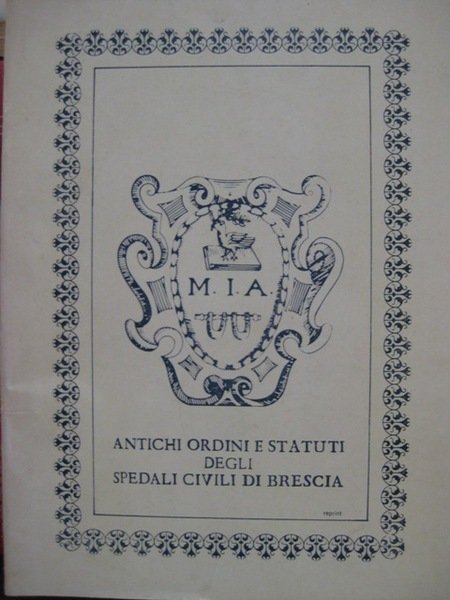 M. I. A.
ANTICHI ORDINI E STATUTI
DEGLI
SPEDALI CIVILI DI BRESCIA
reprint